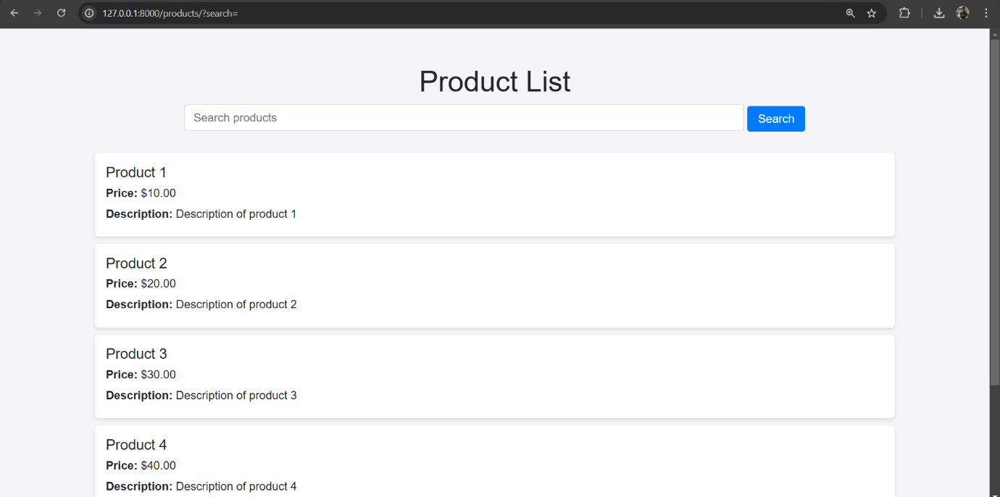 127.0.0.1:8000/products/?search=
Product List
Search products
Search
Product 1
Price: $10.00
Description: Description of product 1
Product 2
Price: $20.00
Description: Description of product 2
Product 3
Price: $30.00
Description: Description of product 3
Product 4
Price: $40.00
Description: Description of product 4